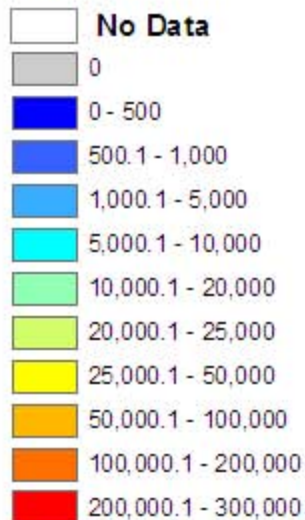 No Data
0
0 - 500
500.1 - 1,000
1,000.1 - 5,000
5,000.1 - 10,000
10,000.1 - 20,000
20,000.1 - 25,000
25,000.1 - 50,000
50,000.1 - 100,000
100,000.1 - 200,000
200,000.1 - 300,000